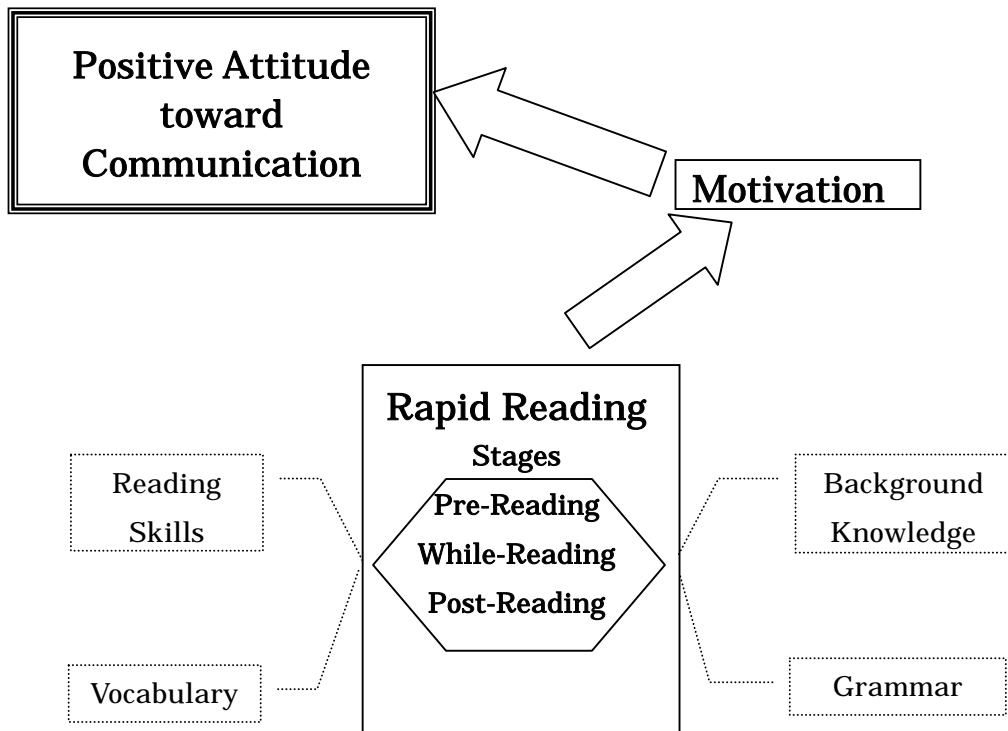 Positive Attitude
toward
Communication
Motivation
Rapid Reading
Stages
Pre-Reading
While-Reading
Post-Reading
Reading
Skills
Vocabulary
Background
Knowledge
Grammar